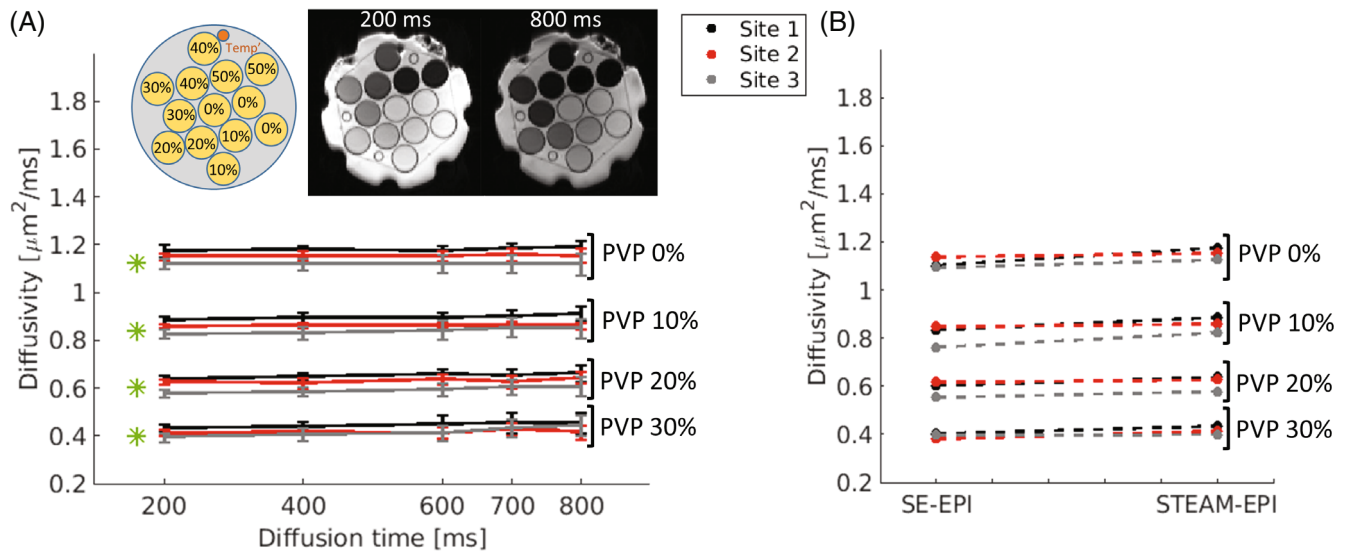 (A)
40%
Temp'
30%
40%
50%
50%
30%
0%
0%
20%
20%
10%
0%
10%
200 ms
800 ms
Site 1
Site 2
Site 3
Diffusivity [μm²/ms]
1.8
1.6
1.4
1.2
1
0.8
0.6
0.4
0.2
PVP 0%
PVP 10%
PVP 20%
PVP 30%
200
400
600
700
800
Diffusion time [ms]
(B)
Diffusivity [μm²/ms]
1.8
1.6
1.4
1.2
1
0.8
0.6
0.4
0.2
PVP 0%
PVP 10%
PVP 20%
PVP 30%
SE-EPI
STEAM-EPI